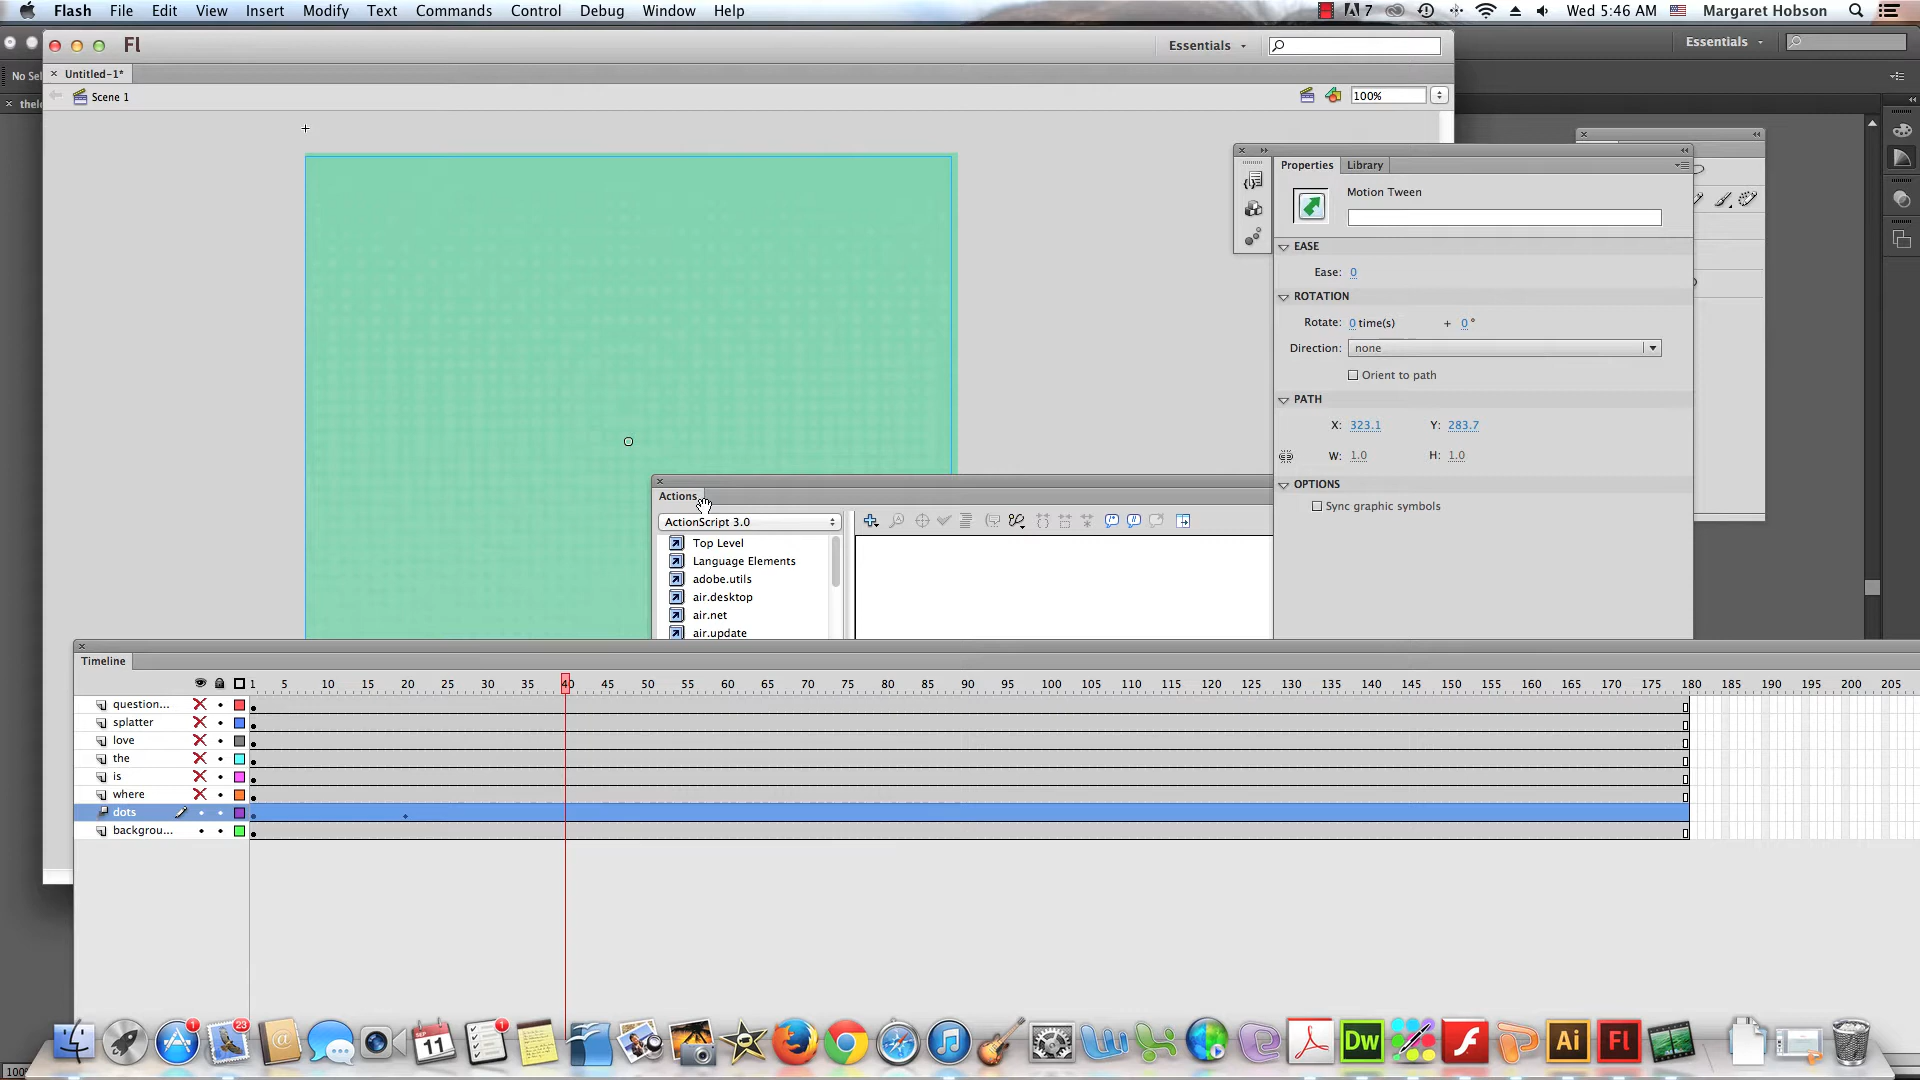 Flash File Edit View Insert Modify Text Commands Control Debug Window Help 7 Wed 5:46 AM Margaret Hobson
Fl Essentials
Essentials
No Sel
Untitled-1*
Scene 1 100%
Properties Library
Motion Tween
EASE
Ease: 0
ROTATION
Rotate: 0 time(s) + 0 °
Direction: none
Orient to path
PATH
X: 323.1 Y: 283.7
W: 1.0 H: 1.0
OPTIONS
Sync graphic symbols
Actions
ActionScript 3.0
Top Level
Language Elements
adobe.utils
air.desktop
air.net
air.update
Timeline
1 5 10 15 20 25 30 35 40 45 50 55 60 65 70 75 80 85 90 95 100 105 110 115 120 125 130 135 140 145 150 155 160 165 170 175 180 185 190 195 200 205
question...
splatter
love
the
is
where
dots
backgrou...
1 23 SEP 11 1 Dw Ai Fl
100%